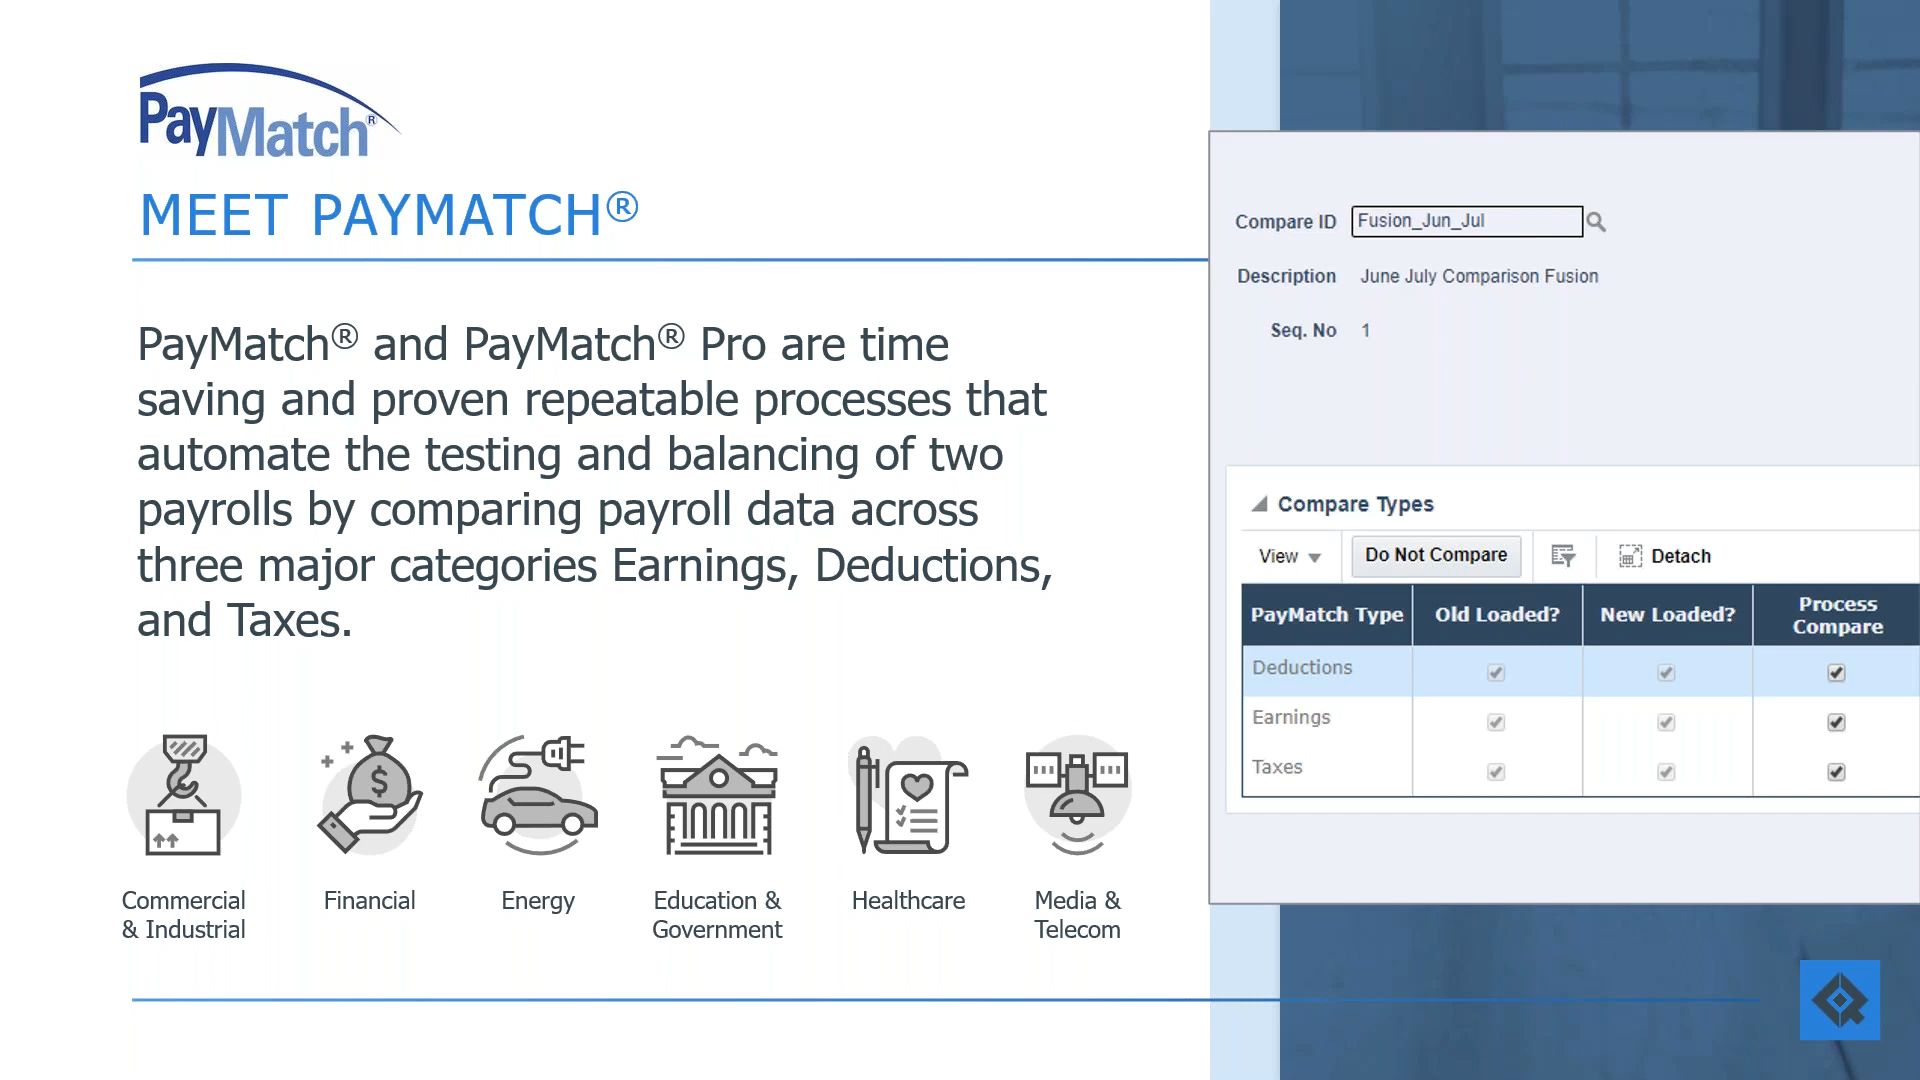 PayMatch®
MEET PAYMATCH®
PayMatch® and PayMatch® Pro are time
saving and proven repeatable processes that
automate the testing and balancing of two
payrolls by comparing payroll data across
three major categories Earnings, Deductions,
and Taxes.
Commercial
& Industrial
Financial
Energy
Education &
Government
Healthcare
Media &
Telecom
Compare ID Fusion_Jun_Jul
Description June July Comparison Fusion
Seq. No 1
Compare Types
View Do Not Compare Detach
PayMatch Type Old Loaded? New Loaded? Process
Compare
Deductions
Earnings
Taxes